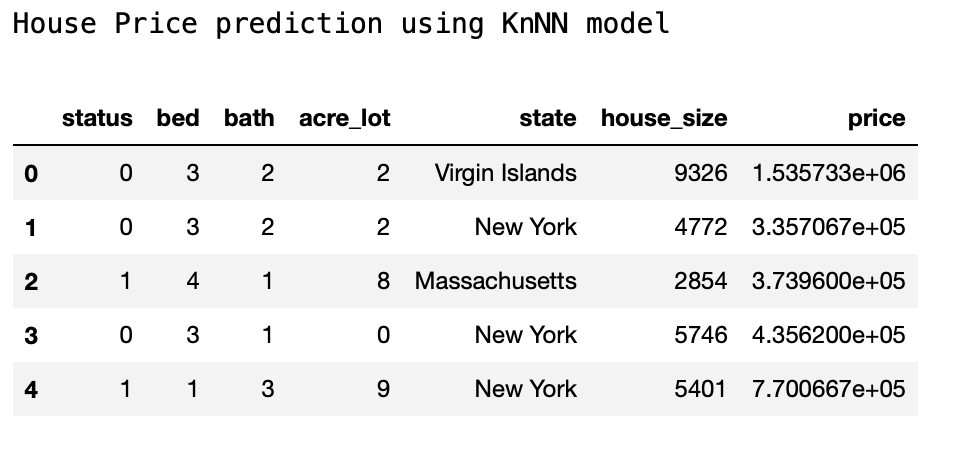 House Price prediction using KnNN model
status bed bath acre_lot state house_size price
0 0 3 2 2 Virgin Islands 9326 1.535733e+06
1 0 3 2 2 New York 4772 3.357067e+05
2 1 4 1 8 Massachusetts 2854 3.739600e+05
3 0 3 1 0 New York 5746 4.356200e+05
4 1 1 3 9 New York 5401 7.700667e+05